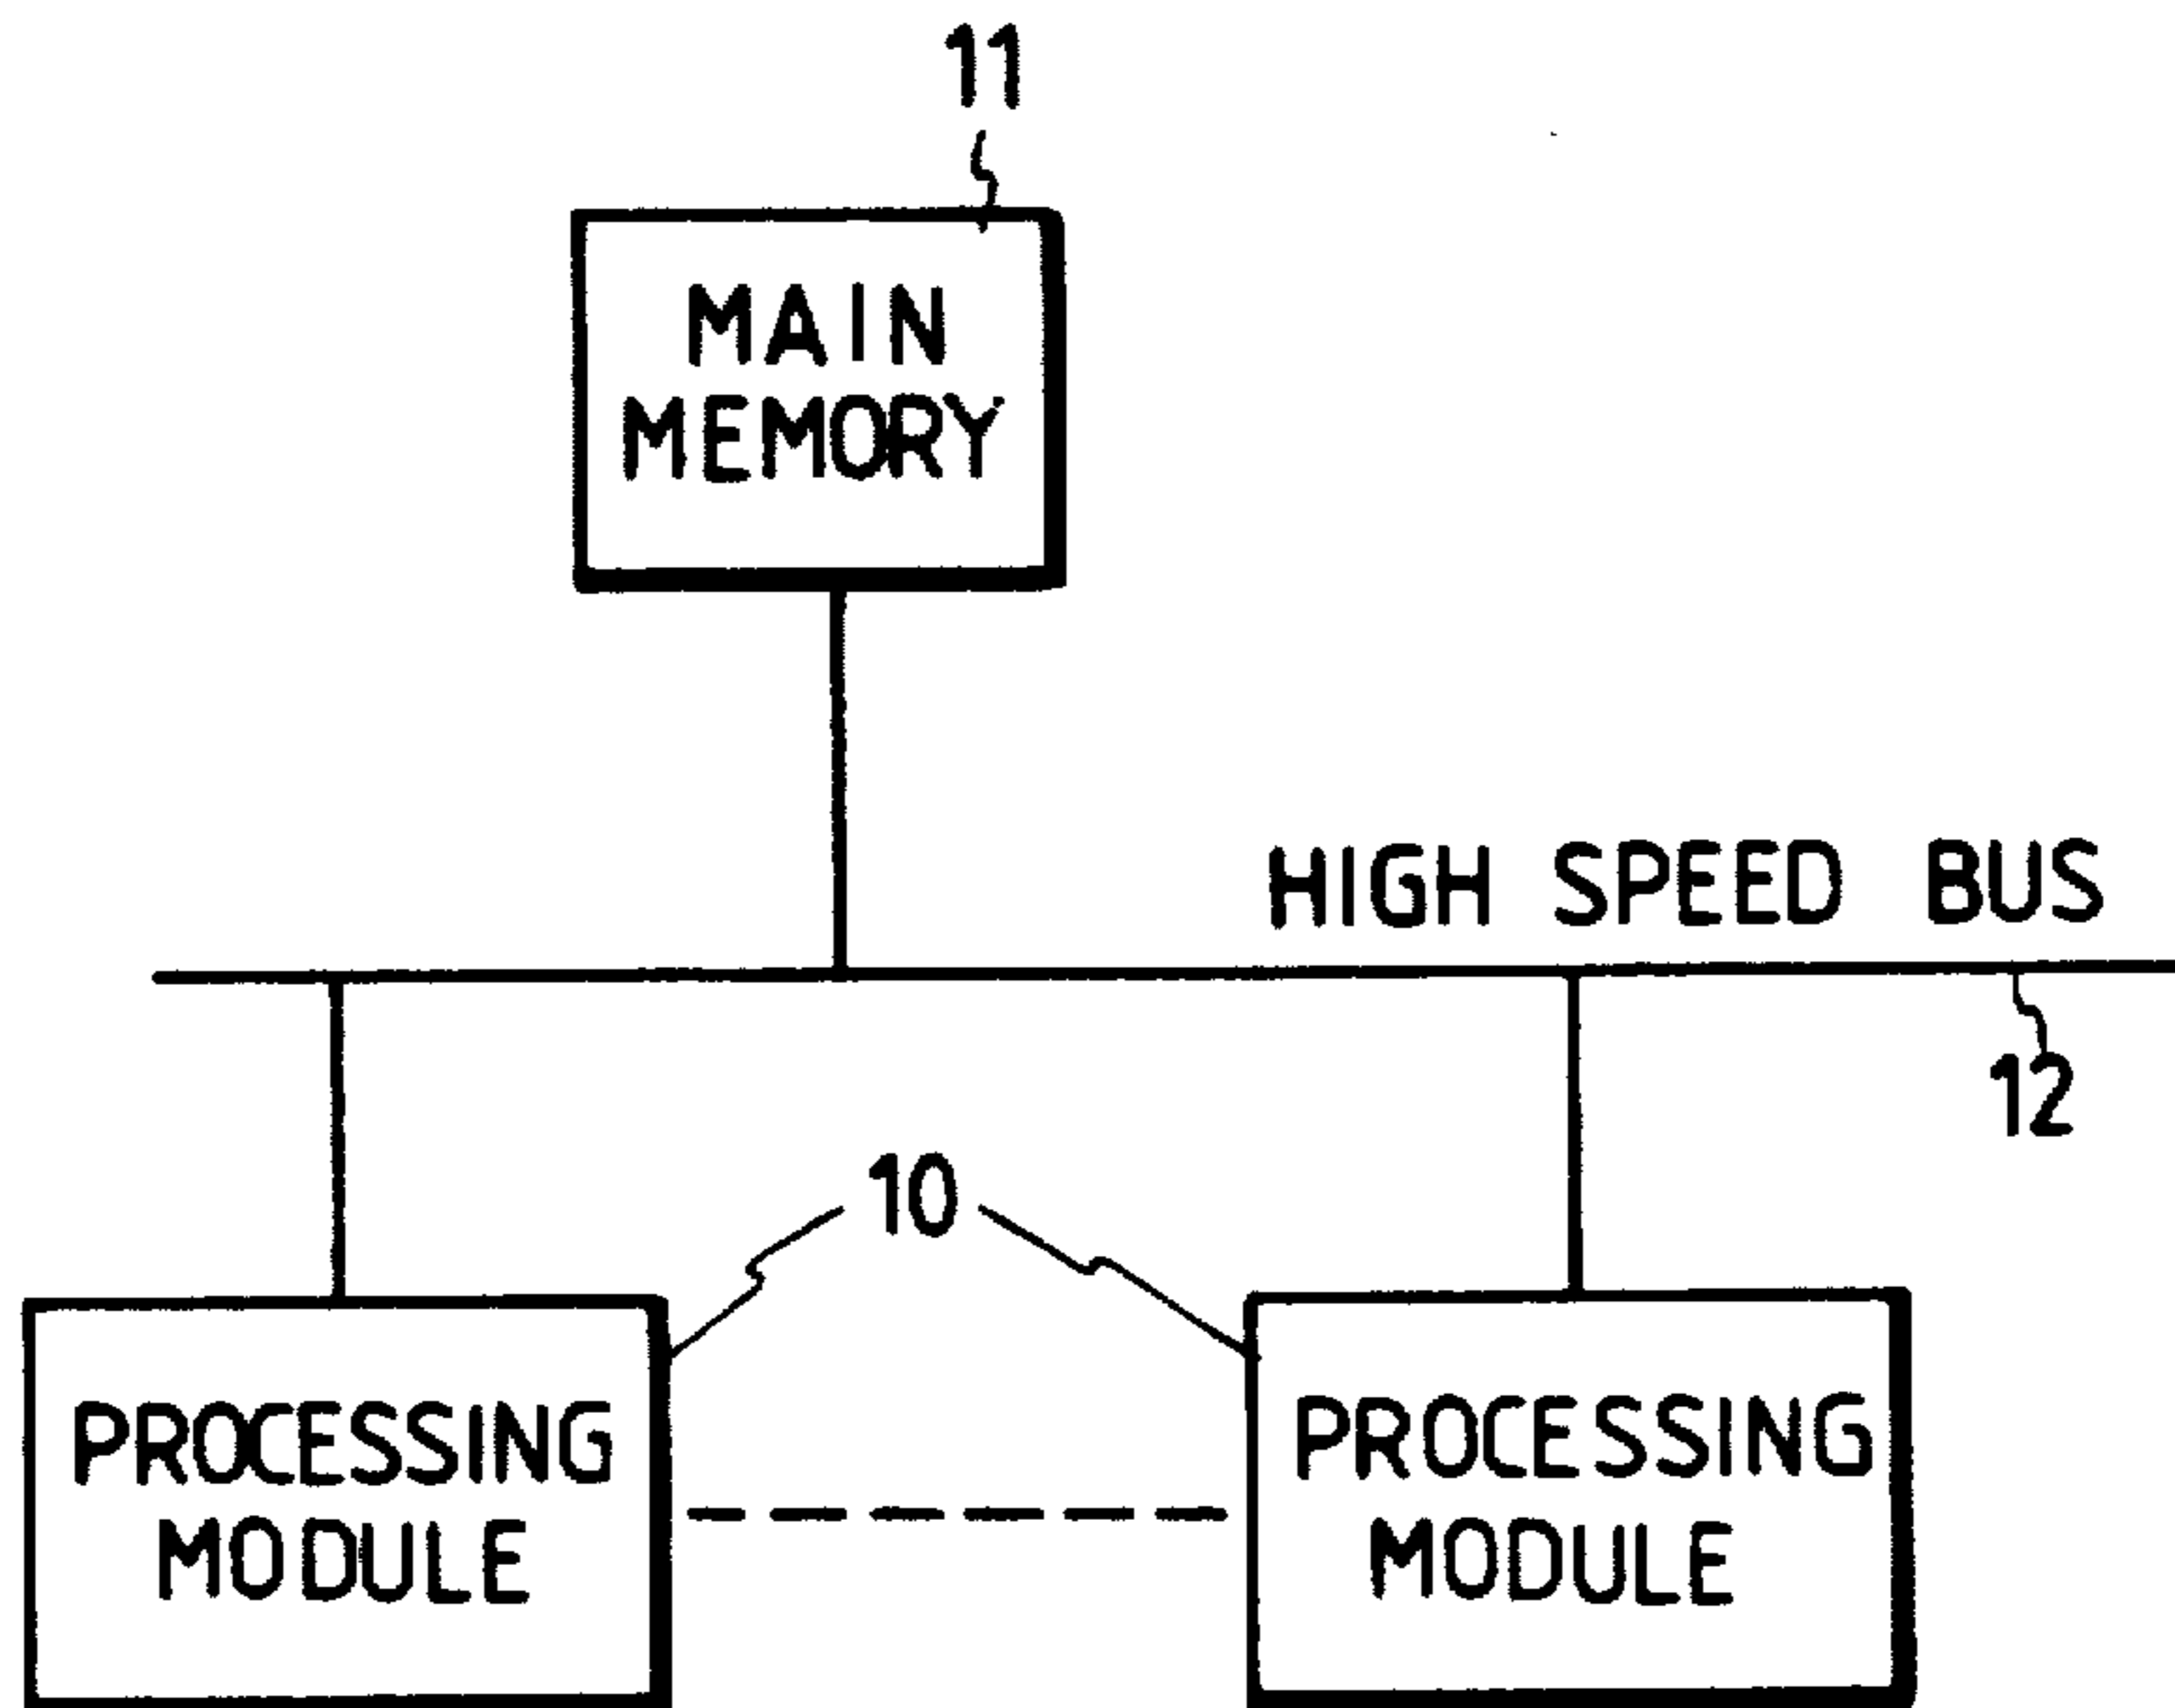 11
MAIN
MEMORY
HIGH SPEED BUS
12
10
PROCESSING
MODULE
PROCESSING
MODULE